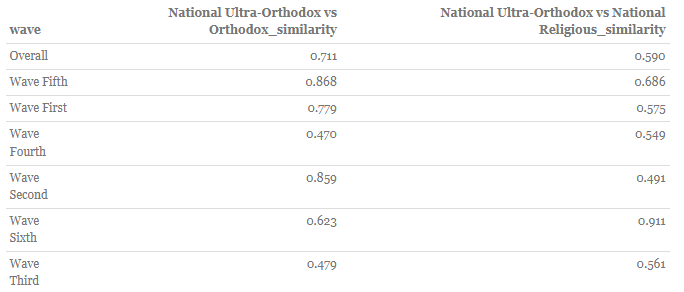 wave National Ultra-Orthodox vs Orthodox_similarity National Ultra-Orthodox vs National Religious_similarity
Overall 0.711 0.590
Wave Fifth 0.868 0.686
Wave First 0.779 0.575
Wave Fourth 0.470 0.549
Wave Second 0.859 0.491
Wave Sixth 0.623 0.911
Wave Third 0.479 0.561